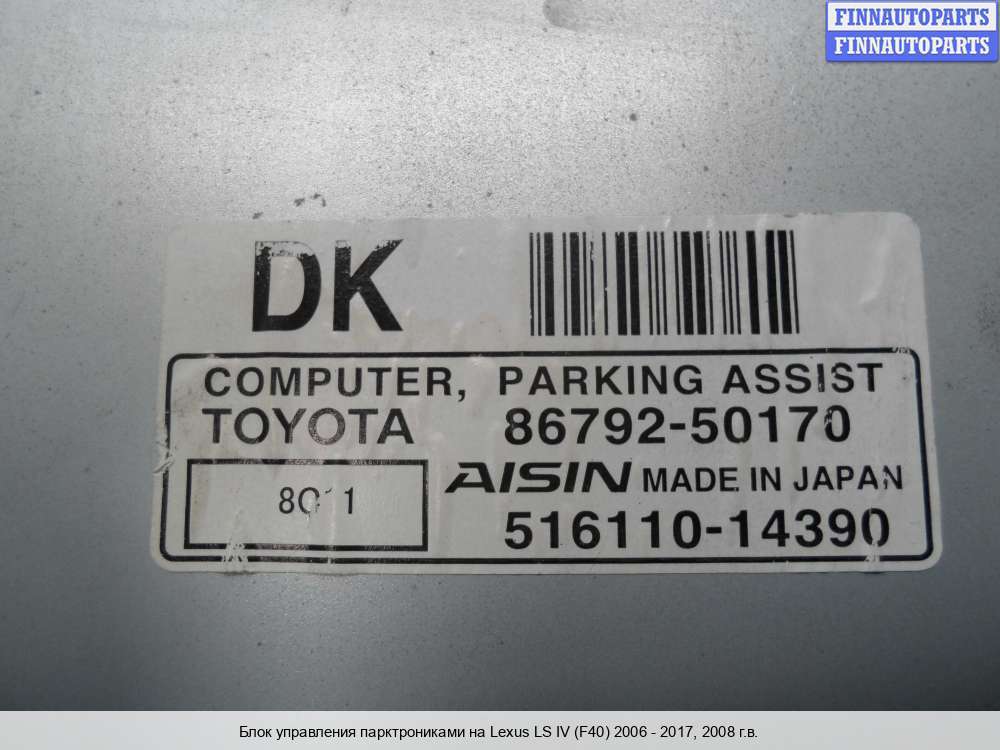 FINNAUTOPARTS
FINNAUTOPARTS
DK
COMPUTER, PARKING ASSIST
TOYOTA 86792-50170
AISIN MADE IN JAPAN
516110-14390
Блок управления парктрониками на Lexus LS IV (F40) 2006 - 2017, 2008 г.в.